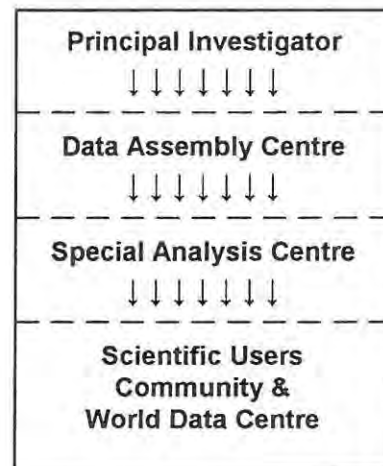 Principal Investigator
↓ ↓ ↓ ↓ ↓ ↓ ↓
Data Assembly Centre
↓ ↓ ↓ ↓ ↓ ↓ ↓
Special Analysis Centre
↓ ↓ ↓ ↓ ↓ ↓ ↓
Scientific Users
Community &
World Data Centre